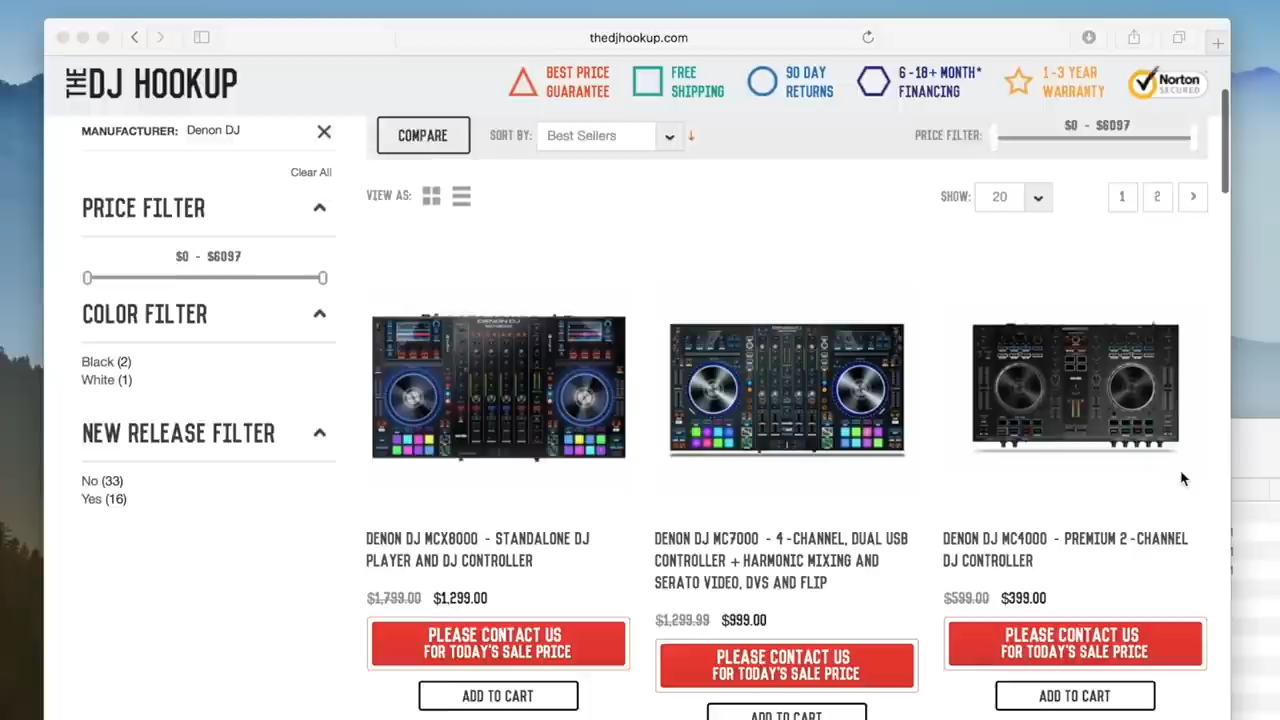 thedjhookup.com
THE DJ HOOKUP
BEST PRICE
GUARANTEE
FREE
SHIPPING
90 DAY
RETURNS
6-18+ MONTH*
FINANCING
1-3 YEAR
WARRANTY
Norton
SECURED
MANUFACTURER: Denon DJ
Clear All
PRICE FILTER
$0 - $6097
COLOR FILTER
Black (2)
White (1)
NEW RELEASE FILTER
No (33)
Yes (16)
COMPARE
SORT BY: Best Sellers
PRICE FILTER: $0 - $6097
VIEW AS:
SHOW: 20
1 2
DENON DJ MCX8000 - STANDALONE DJ
PLAYER AND DJ CONTROLLER
$1,799.00 $1,299.00
PLEASE CONTACT US
FOR TODAY'S SALE PRICE
ADD TO CART
DENON DJ MC7000 - 4-CHANNEL, DUAL USB
CONTROLLER + HARMONIC MIXING AND
SERATO VIDEO, DVS AND FLIP
$1,299.99 $999.00
PLEASE CONTACT US
FOR TODAY'S SALE PRICE
ADD TO CART
DENON DJ MC4000 - PREMIUM 2-CHANNEL
DJ CONTROLLER
$599.00 $399.00
PLEASE CONTACT US
FOR TODAY'S SALE PRICE
ADD TO CART